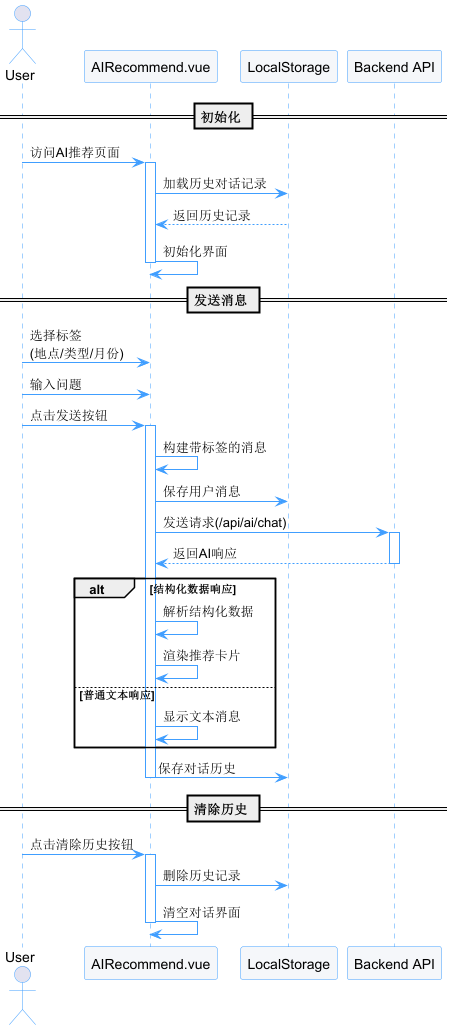 User
AIRecommend.vue
LocalStorage
Backend API
初始化
访问AI推荐页面
加载历史对话记录
返回历史记录
初始化界面
发送消息
选择标签
(地点/类型/月份)
输入问题
点击发送按钮
构建带标签的消息
保存用户消息
发送请求(/api/ai/chat)
返回AI响应
alt
[结构化数据响应]
解析结构化数据
渲染推荐卡片
[普通文本响应]
显示文本消息
保存对话历史
清除历史
点击清除历史按钮
删除历史记录
清空对话界面
User
AIRecommend.vue
LocalStorage
Backend API